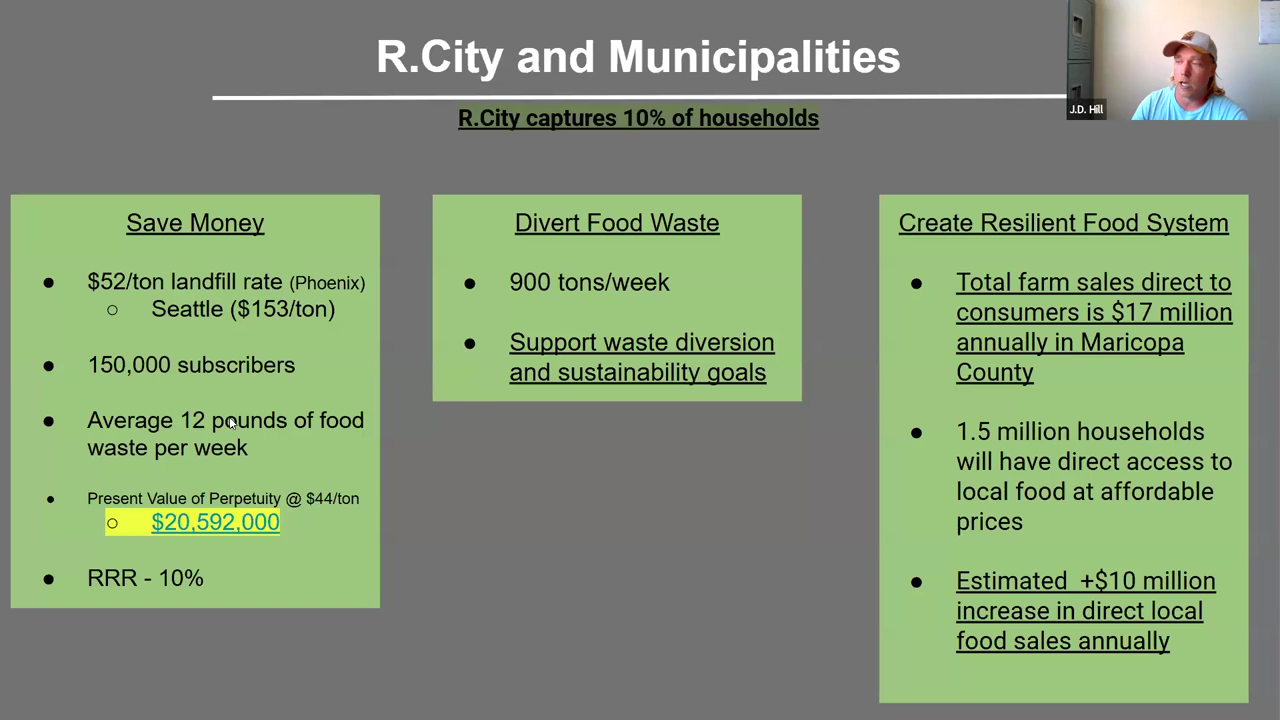 R.City and Municipalities
R.City captures 10% of households
J.D. Hill
Save Money
● $52/ton landfill rate (Phoenix)
○ Seattle ($153/ton)
● 150,000 subscribers
● Average 12 pounds of food
waste per week
● Present Value of Perpetuity @ $44/ton
○ $20,592,000
● RRR - 10%
Divert Food Waste
● 900 tons/week
● Support waste diversion
and sustainability goals
Create Resilient Food System
● Total farm sales direct to
consumers is $17 million
annually in Maricopa
County
● 1.5 million households
will have direct access to
local food at affordable
prices
● Estimated +$10 million
increase in direct local
food sales annually